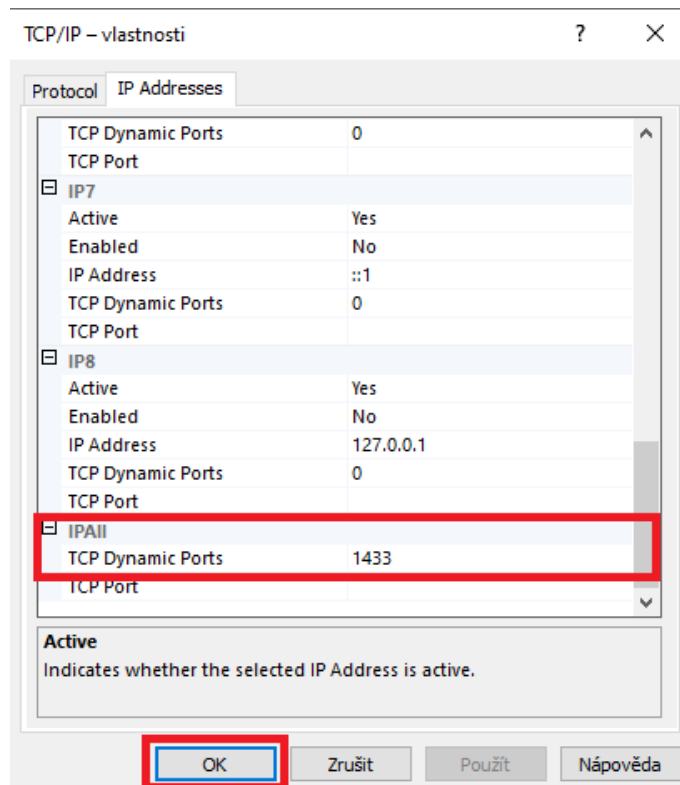 TCP/IP – vlastnosti ?
Protocol IP Addresses
TCP Dynamic Ports 0
TCP Port
IP7
Active Yes
Enabled No
IP Address ::1
TCP Dynamic Ports 0
TCP Port
IP8
Active Yes
Enabled No
IP Address 127.0.0.1
TCP Dynamic Ports 0
TCP Port
IPAll
TCP Dynamic Ports 1433
TCP Port
Active
Indicates whether the selected IP Address is active.
OK Zrušit Použít Nápověda